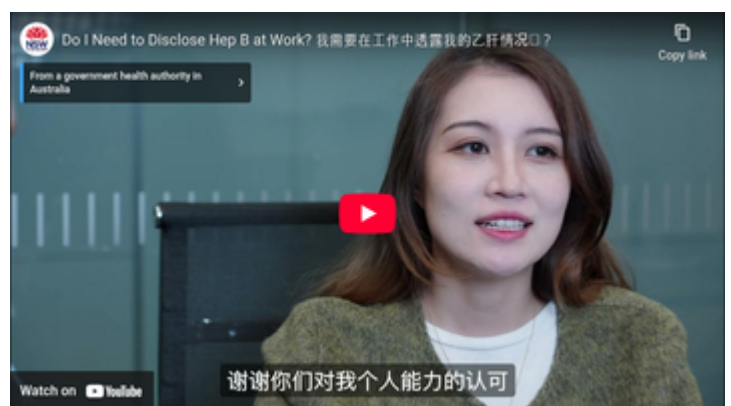 NSW
Do I Need to Disclose Hep B at Work? 我需要在工作中透露我的乙肝情况？
Copy link
From a government health authority in
Australia
谢谢你们对我个人能力的认可
Watch on YouTube